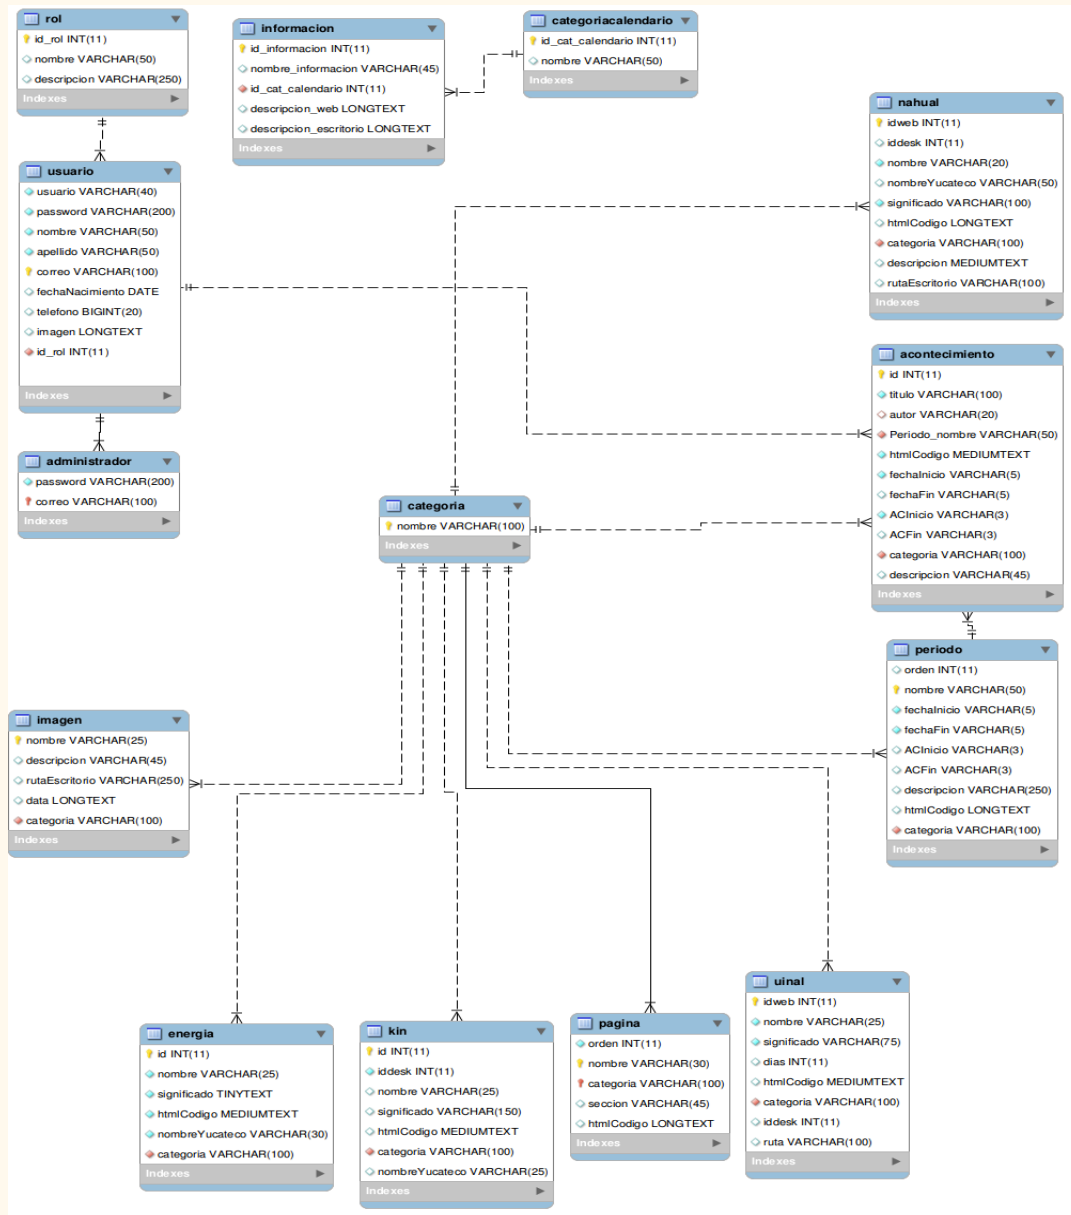 rol
id_rol INT(11)
nombre VARCHAR(50)
descripcion VARCHAR(250)
Indexes
informacion
id_informacion INT(11)
nombre_informacion VARCHAR(45)
id_cat_calendario INT(11)
descripcion_web LONGTEXT
descripcion_escritorio LONGTEXT
Indexes
categoriacalendario
id_cat_calendario INT(11)
nombre VARCHAR(50)
Indexes
nahual
idweb INT(11)
iddesk INT(11)
nombre VARCHAR(20)
nombreYucateco VARCHAR(50)
significado VARCHAR(100)
htmlCodigo LONGTEXT
categoria VARCHAR(100)
descripcion MEDIUMTEXT
rutaEscritorio VARCHAR(100)
Indexes
usuario
usuario VARCHAR(40)
password VARCHAR(200)
nombre VARCHAR(50)
apellido VARCHAR(50)
correo VARCHAR(100)
fechaNacimiento DATE
telefono BIGINT(20)
imagen LONGTEXT
id_rol INT(11)
Indexes
acontecimiento
id INT(11)
titulo VARCHAR(100)
autor VARCHAR(20)
Periodo_nombre VARCHAR(50)
htmlCodigo MEDIUMTEXT
fechaInicio VARCHAR(5)
fechaFin VARCHAR(5)
ACInicio VARCHAR(3)
ACFin VARCHAR(3)
categoria VARCHAR(100)
descripcion VARCHAR(45)
Indexes
administrador
password VARCHAR(200)
correo VARCHAR(100)
Indexes
categoria
nombre VARCHAR(100)
Indexes
periodo
orden INT(11)
nombre VARCHAR(50)
fechaInicio VARCHAR(5)
fechaFin VARCHAR(5)
ACInicio VARCHAR(3)
ACFin VARCHAR(3)
descripcion VARCHAR(250)
htmlCodigo LONGTEXT
categoria VARCHAR(100)
Indexes
imagen
nombre VARCHAR(25)
descripcion VARCHAR(45)
rutaEscritorio VARCHAR(250)
data LONGTEXT
categoria VARCHAR(100)
Indexes
energia
id INT(11)
nombre VARCHAR(25)
significado TINYTEXT
htmlCodigo MEDIUMTEXT
nombreYucateco VARCHAR(30)
categoria VARCHAR(100)
Indexes
kin
id INT(11)
iddesk INT(11)
nombre VARCHAR(25)
significado VARCHAR(150)
htmlCodigo MEDIUMTEXT
categoria VARCHAR(100)
nombreYucateco VARCHAR(25)
Indexes
pagina
orden INT(11)
nombre VARCHAR(30)
categoria VARCHAR(100)
seccion VARCHAR(45)
htmlCodigo LONGTEXT
Indexes
uinal
idweb INT(11)
nombre VARCHAR(25)
significado VARCHAR(75)
dias INT(11)
htmlCodigo MEDIUMTEXT
categoria VARCHAR(100)
iddesk INT(11)
ruta VARCHAR(100)
Indexes